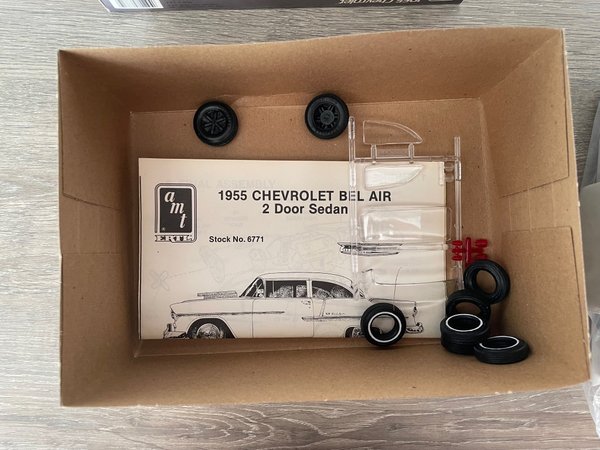 amt
®
ERTL
1955 CHEVROLET BEL AIR
2 Door Sedan
Stock No. 6771